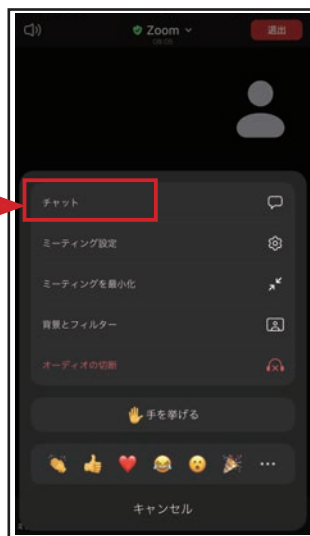 Zoom
退出
チャット
ミーティング設定
ミーティングを最小化
背景とフィルター
オーディオの切断
手を挙げる
キャンセル